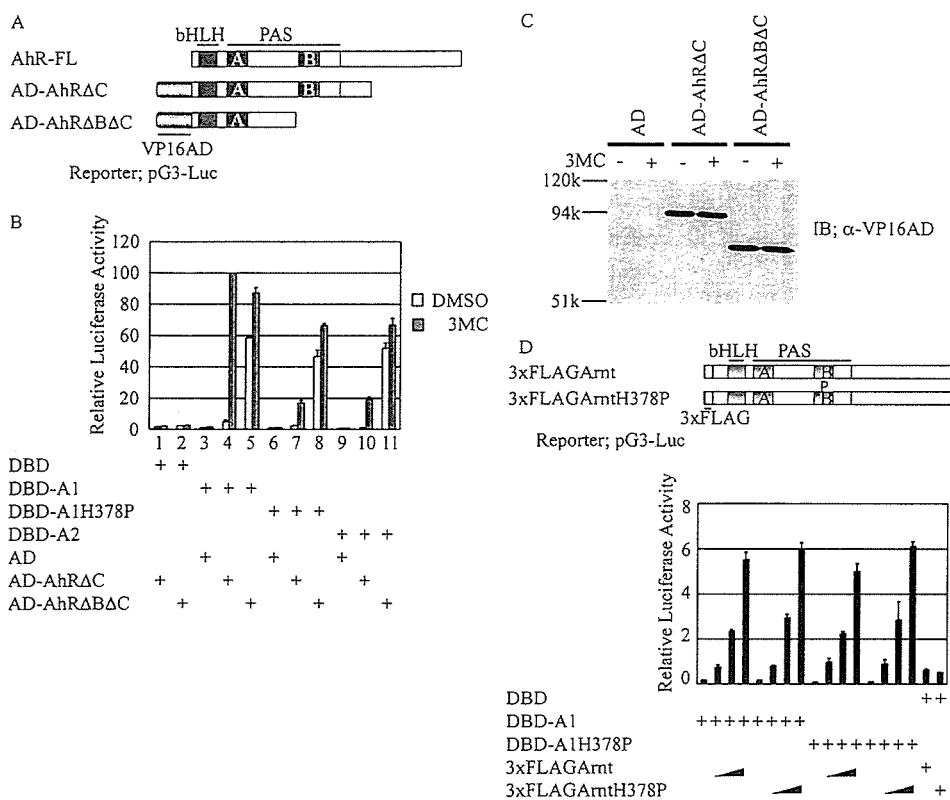 A
bHLH PAS
AhR-FL A B
AD-AhRΔC A B
AD-AhRΔBΔC A
VP16AD
Reporter; pG3-Luc
B
Relative Luciferase Activity
120
100
80
60
40
20
0
DMSO
3MC
1 2 3 4 5 6 7 8 9 10 11
DBD + +
DBD-A1 + + +
DBD-A1H378P + + +
DBD-A2 + + +
AD + + +
AD-AhRΔC + + + +
AD-AhRΔBΔC + + + +
C
AD
AD-AhRΔC
AD-AhRΔBΔC
3MC - + - + - +
120k
94k
51k
IB; α-VP16AD
D
bHLH PAS
3xFLAGArnt A B
P
3xFLAGArntH378P A B
3xFLAG
Reporter; pG3-Luc
Relative Luciferase Activity
8
6
4
2
0
DBD ++
DBD-A1 ++++++++
DBD-A1H378P ++++++++
3xFLAGArnt +
3xFLAGArntH378P +